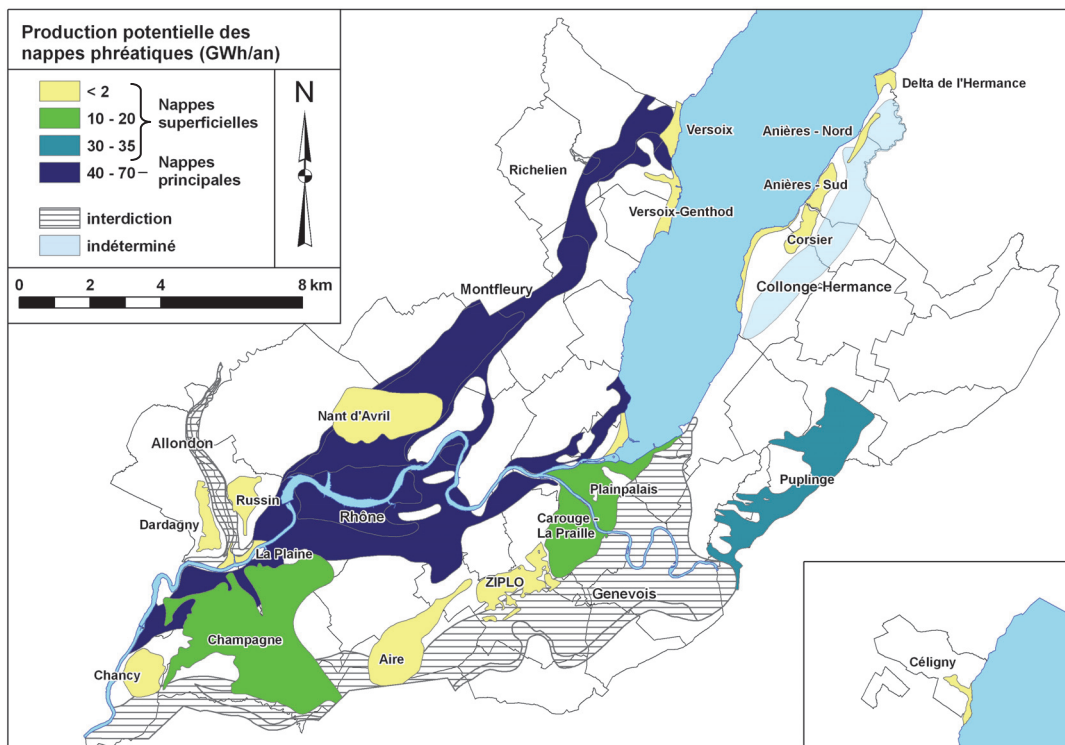 Production potentielle des
nappes phréatiques (GWh/an)
< 2
10 - 20
30 - 35
40 - 70
Nappes
superficielles
Nappes
principales
interdiction
indéterminé
N
0 2 4 8 km
Delta de l'Hermance
Versoix
Anières - Nord
Richelien
Anières - Sud
Versoix-Genthod
Corsier
Montfleury
Collonge-Hermance
Nant d'Avril
Allondon
Puplinge
Plainpalais
Russin
Rhône
Carouge -
La Praille
Dardagny
La Plaine
ZIPLO
Genevois
Champagne
Aire
Chancy
Céligny